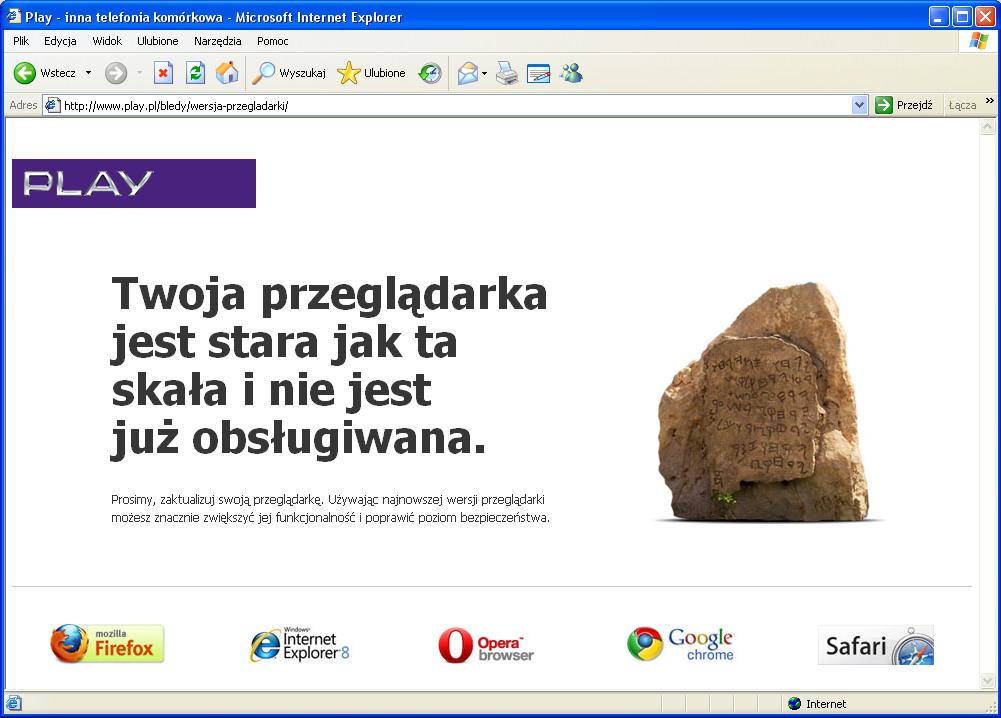 Play - inna telefonia komórkowa - Microsoft Internet Explorer
Plik Edycja Widok Ulubione Narzędzia Pomoc
Wstecz Wyszukaj Ulubione
Adres http://www.play.pl/bledy/wersja-przegladarki/ Przejdź Łącza »
PLAY
Twoja przeglądarka
jest stara jak ta
skała i nie jest
już obsługiwana.
Prosimy, zaktualizuj swoją przeglądarkę. Używając najnowszej wersji przeglądarki
możesz znacznie zwiększyć jej funkcjonalność i poprawić poziom bezpieczeństwa.
mozilla
Firefox
Windows
Internet
Explorer 8
Opera
browser
Google
chrome
Safari
Internet